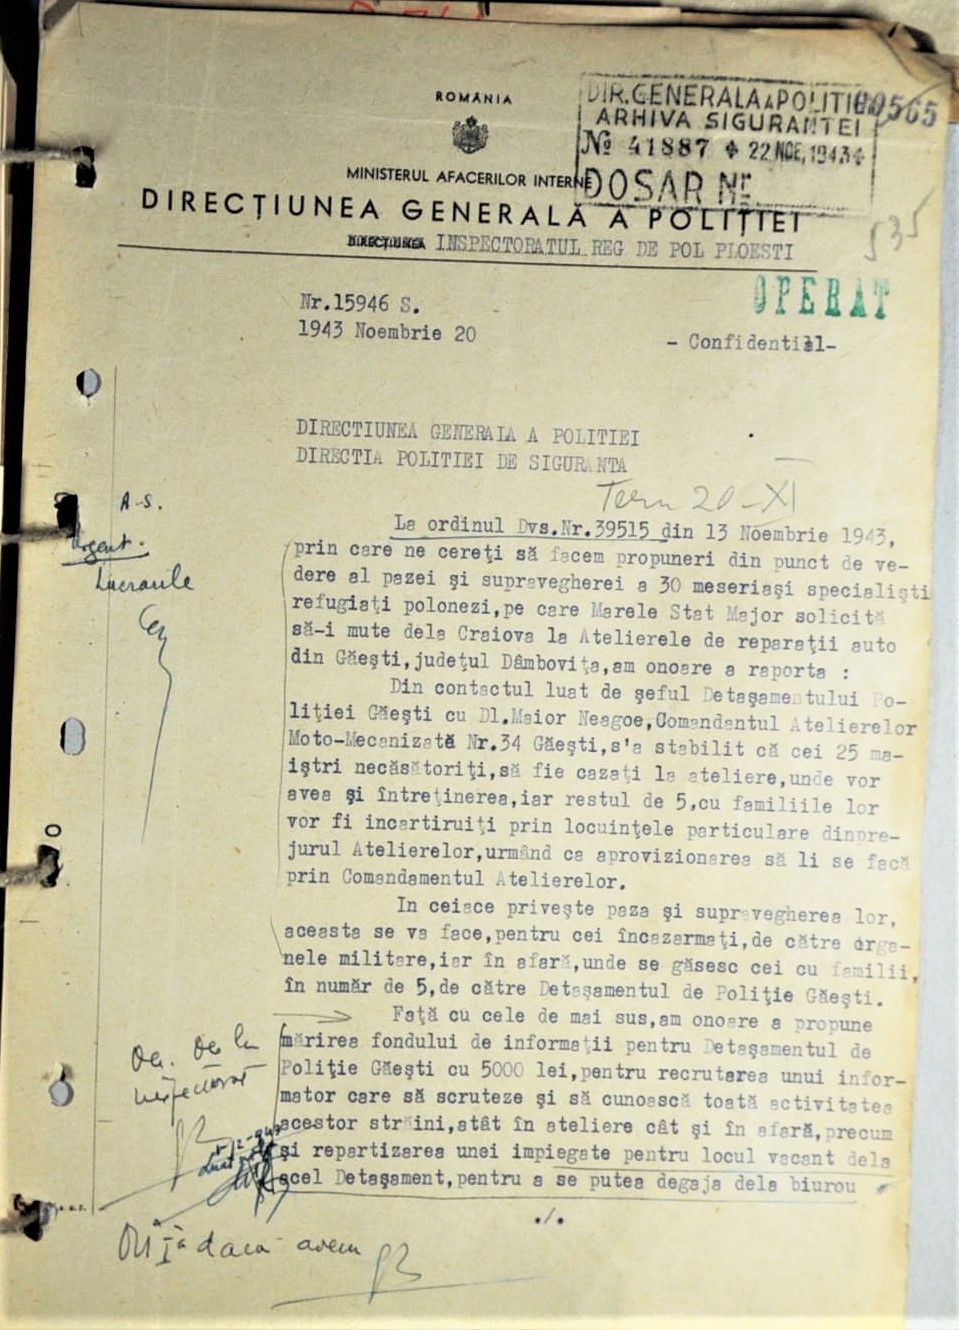 ROMÂNIA
DIR. GENERALA A POLITIEI
80565
ARHIVA SIGURANTEI
№ 41887 ✦ 22 NOE, 1943 ✦
MINISTERUL AFACERILOR INTERNE
DOSAR Nr.
DIRECȚIUNEA GENERALĂ A POLIȚIEI
535
DIRECȚIUNEA INSPECTORATUL REG DE POL PLOESTI
OPERAT
Nr.15946 S.
1943 Noembrie 20
- Confidential-
DIRECTIUNEA GENERALA A POLITIEI
DIRECTIA POLITIEI DE SIGURANTA
Term 20-XI
A.S.
Urgent.
Lucrarile
La ordinul Dvs.Nr.39515 din 13 Noembrie 1943,
prin care ne cereţi să facem propuneri din punct de ve-
dere al pazei şi supravegherei a 30 meseriaşi specialişti
refugiaţi polonezi,pe care Marele Stat Major solicită
să-i mute dela Craiova la Atelierele de reparaţii auto
din Găeşti,judeţul Dâmboviţa,am onoare a raporta :
Din contactul luat de şeful Detaşamentului Po-
liţiei Găeşti cu Dl.Maior Neagoe,Comandantul Atelierelor
Moto-Mecanizată Nr.34 Găeşti,s'a stabilit că cei 25 ma-
iştri necăsătoriţi,să fie cazaţi la ateliere,unde vor
avea şi întreţinerea,iar restul de 5,cu familiile lor
vor fi incartiruiţi prin locuinţele particulare dinpre-
jurul Atelierelor,urmând ca aprovizionarea să li se facă
prin Comandamentul Atelierelor.
In ceiace priveşte paza şi supravegherea lor,
aceasta se va face,pentru cei încazarmaţi,de către orga-
nele militare,iar în afară,unde se găsesc cei cu familii,
în număr de 5,de către Detaşamentul de Poliţie Găeşti.
Faţă cu cele de mai sus,am onoare a propune
mărirea fondului de informaţii pentru Detaşamentul de
Poliţie Găeşti cu 5000 lei,pentru recrutarea unui infor-
mator care să scruteze şi să cunoască toată activitatea
acestor străini,atât în ateliere cât şi în afară,precum
şi repartizarea unei impiegate pentru locul vacant dela
acel Detaşament,pentru a se putea degaja dela birou
./.
Da. Da la
inspectorat
DU I-a daca avem